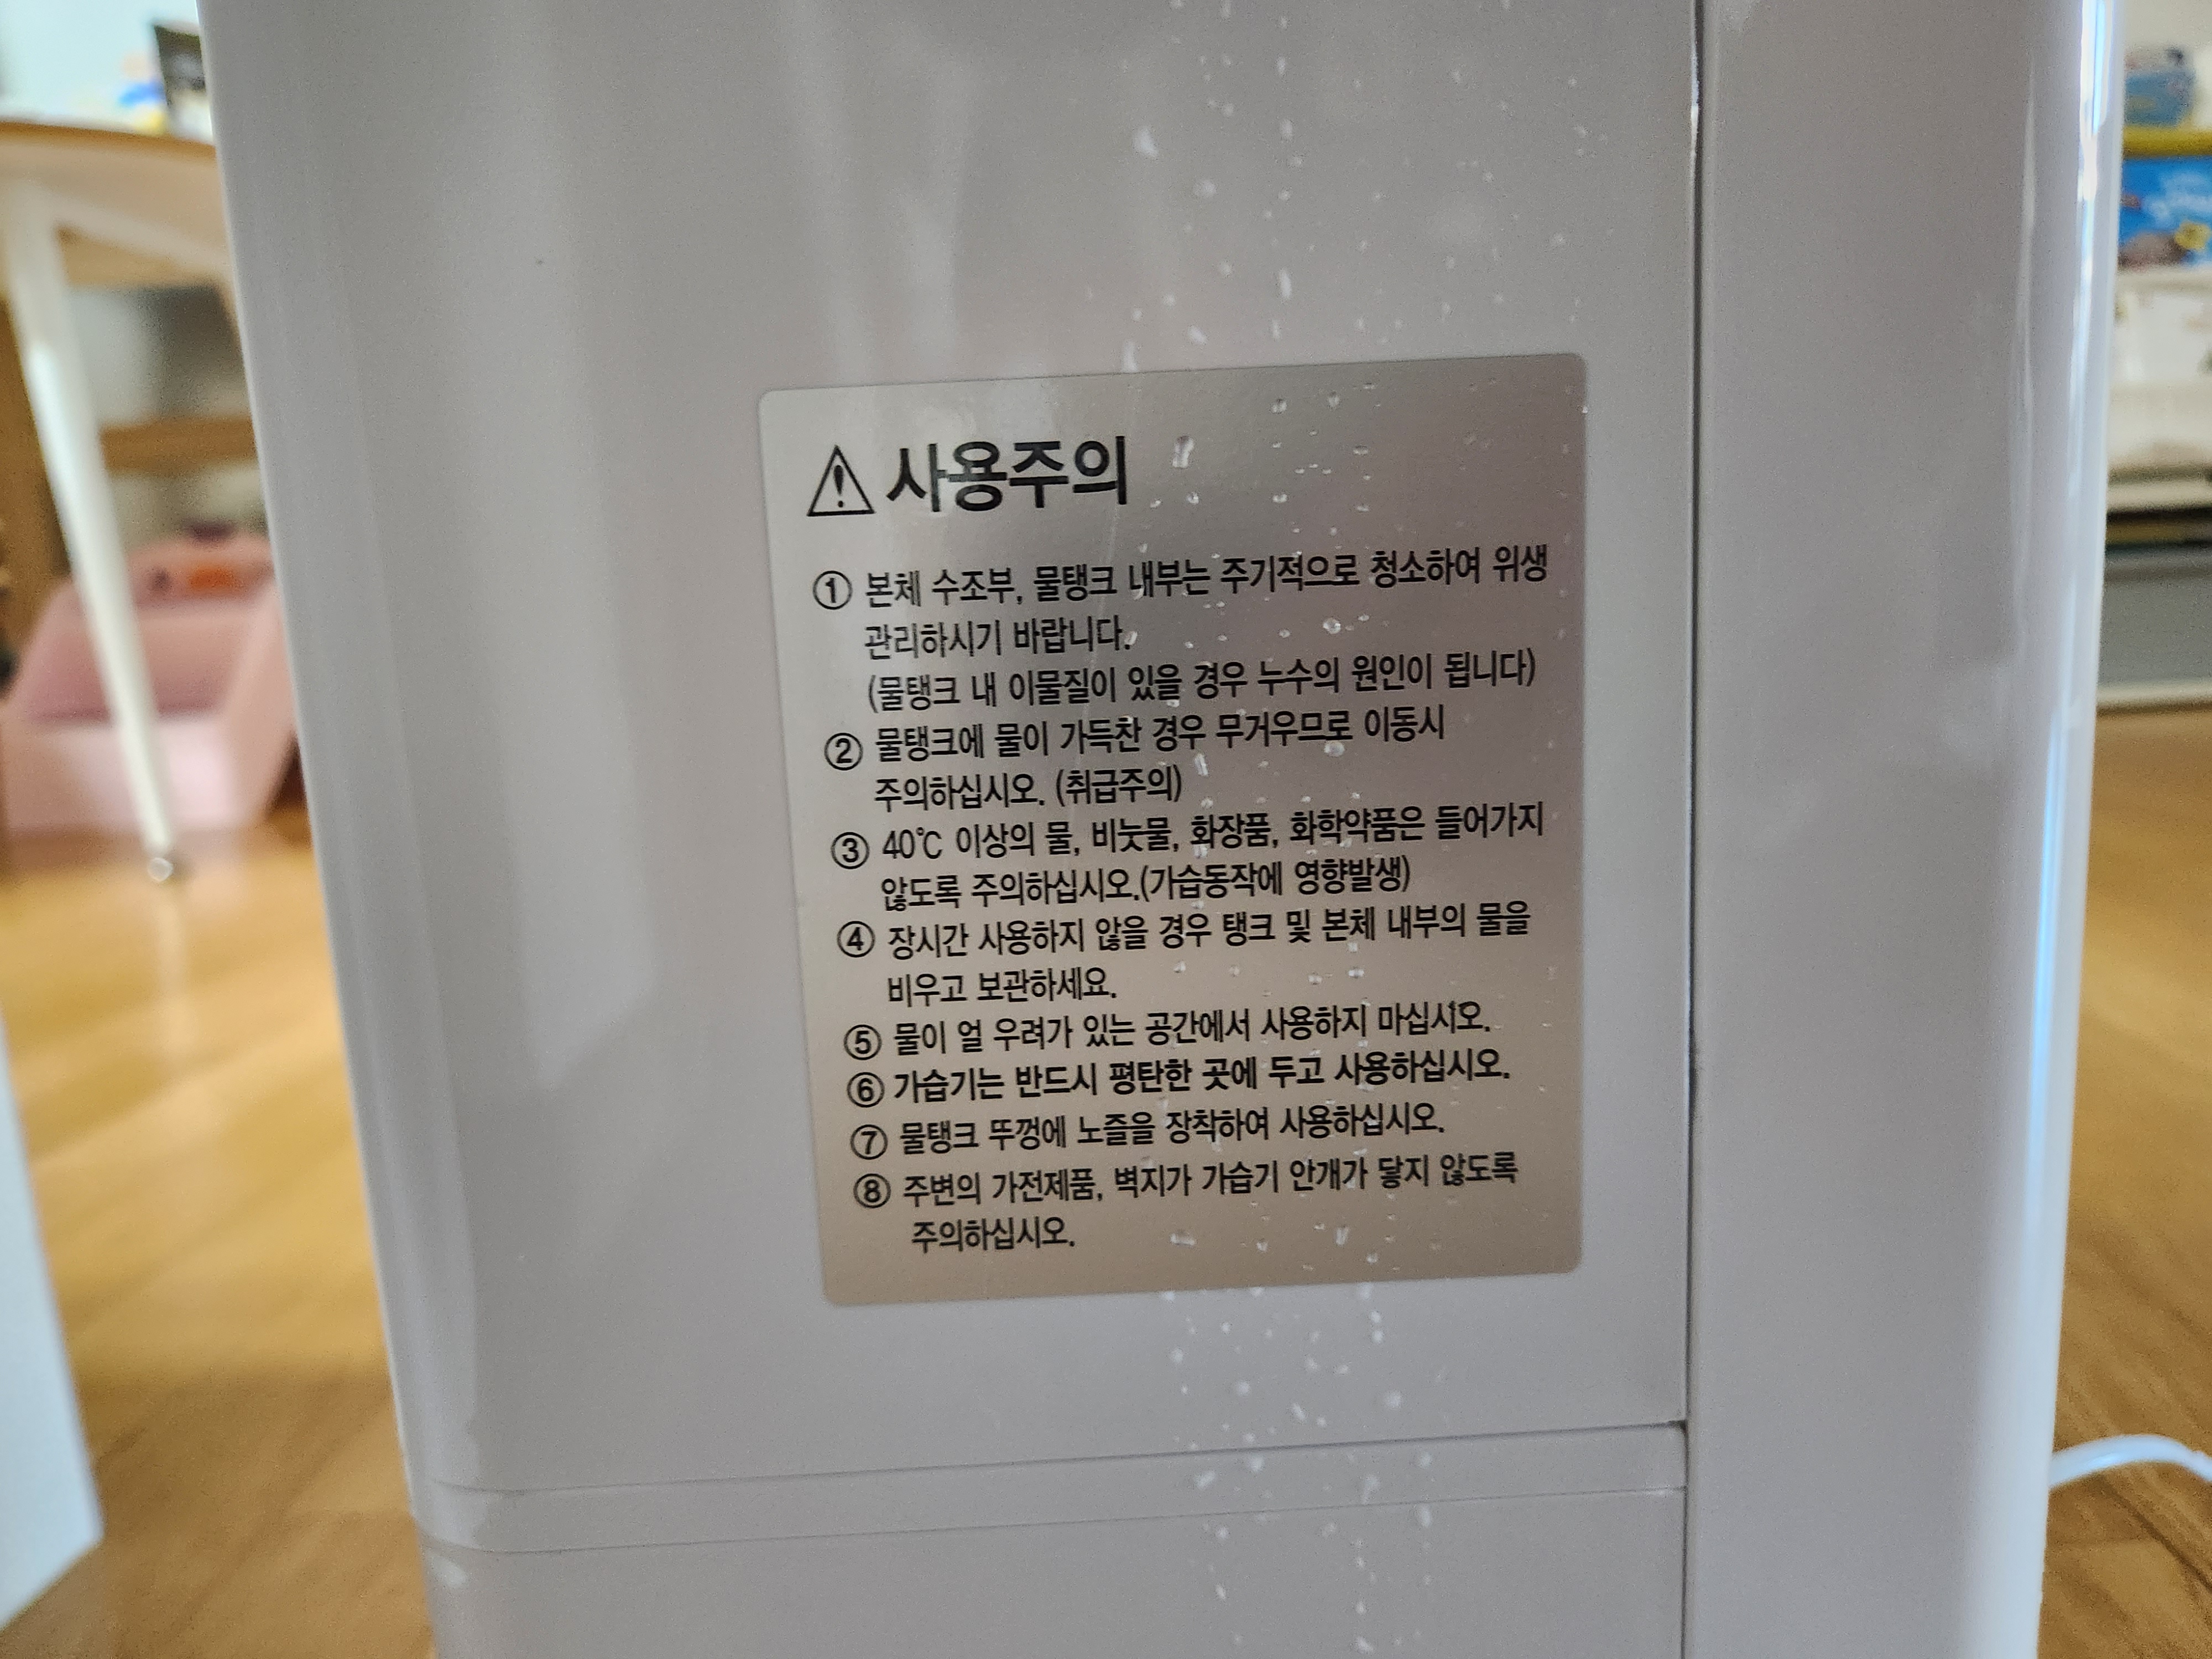 ⚠ 사용주의
① 본체 수조부, 물탱크 내부는 주기적으로 청소하여 위생
관리하시기 바랍니다.
(물탱크 내 이물질이 있을 경우 누수의 원인이 됩니다)
② 물탱크에 물이 가득찬 경우 무거우므로 이동시
주의하십시오. (취급주의)
③ 40℃ 이상의 물, 비눗물, 화장품, 화학약품은 들어가지
않도록 주의하십시오.(가습동작에 영향발생)
④ 장시간 사용하지 않을 경우 탱크 및 본체 내부의 물을
비우고 보관하세요.
⑤ 물이 얼 우려가 있는 공간에서 사용하지 마십시오.
⑥ 가습기는 반드시 평탄한 곳에 두고 사용하십시오.
⑦ 물탱크 뚜껑에 노즐을 장착하여 사용하십시오.
⑧ 주변의 가전제품, 벽지가 가습기 안개가 닿지 않도록
주의하십시오.